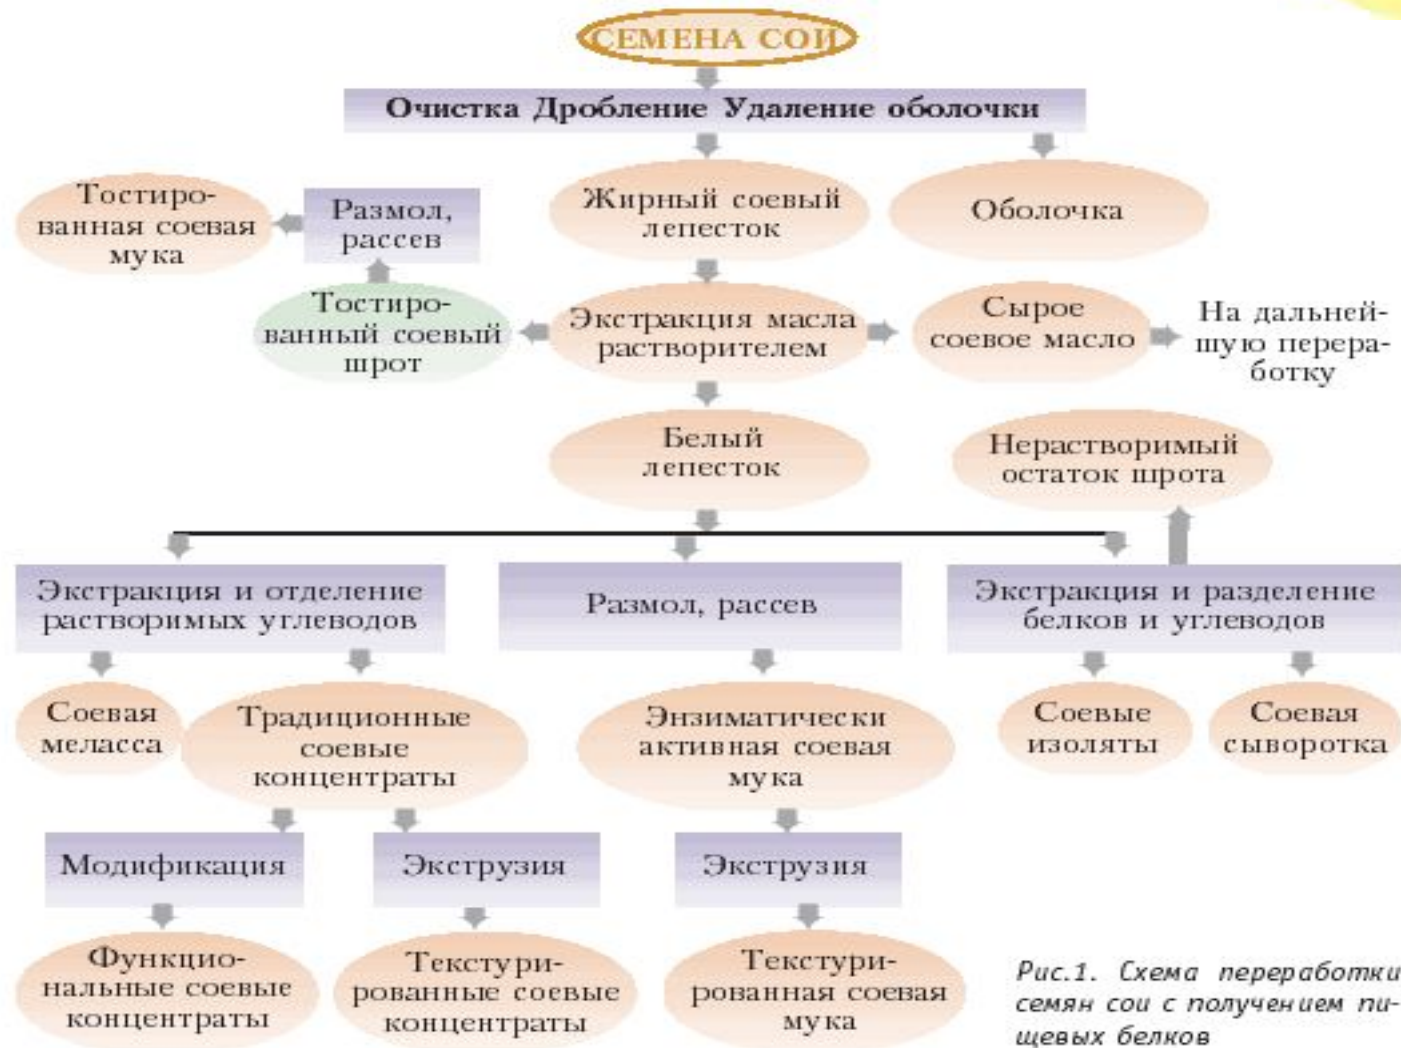 СЕМЕНА СОИ
Очистка Дробление Удаление оболочки
Тостиро-
ванная соевая
мука
Размол,
рассев
Жирный соевый
лепесток
Оболочка
Тостиро-
ванный соевый
шрот
Экстракция масла
растворителем
Сырое
соевое масло
На дальней-
шую перера-
ботку
Белый
лепесток
Нерастворимый
остаток шрота
Экстракция и отделение
растворимых углеводов
Размол, рассев
Экстракция и разделение
белков и углеводов
Соевая
меласса
Традиционные
соевые
концентраты
Энзиматически
активная соевая
мука
Соевые
изоляты
Соевая
сыворотка
Модификация
Экструзия
Экструзия
Функцио-
нальные соевые
концентраты
Текстури-
рованные соевые
концентраты
Текстури-
рованная соевая
мука
Рис.1. Схема переработки
семян сои с получением пи-
щевых белков